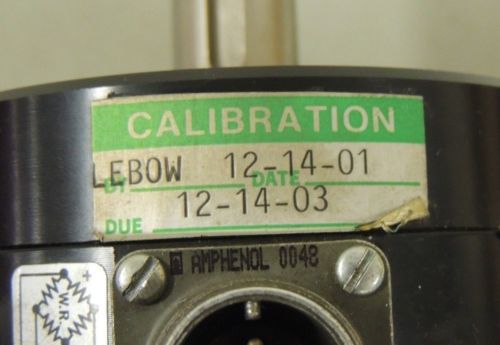 CALIBRATION
LEBOW 12-14-01
BY DATE
12-14-03
DUE
AMPHENOL 0048
+
W.R.